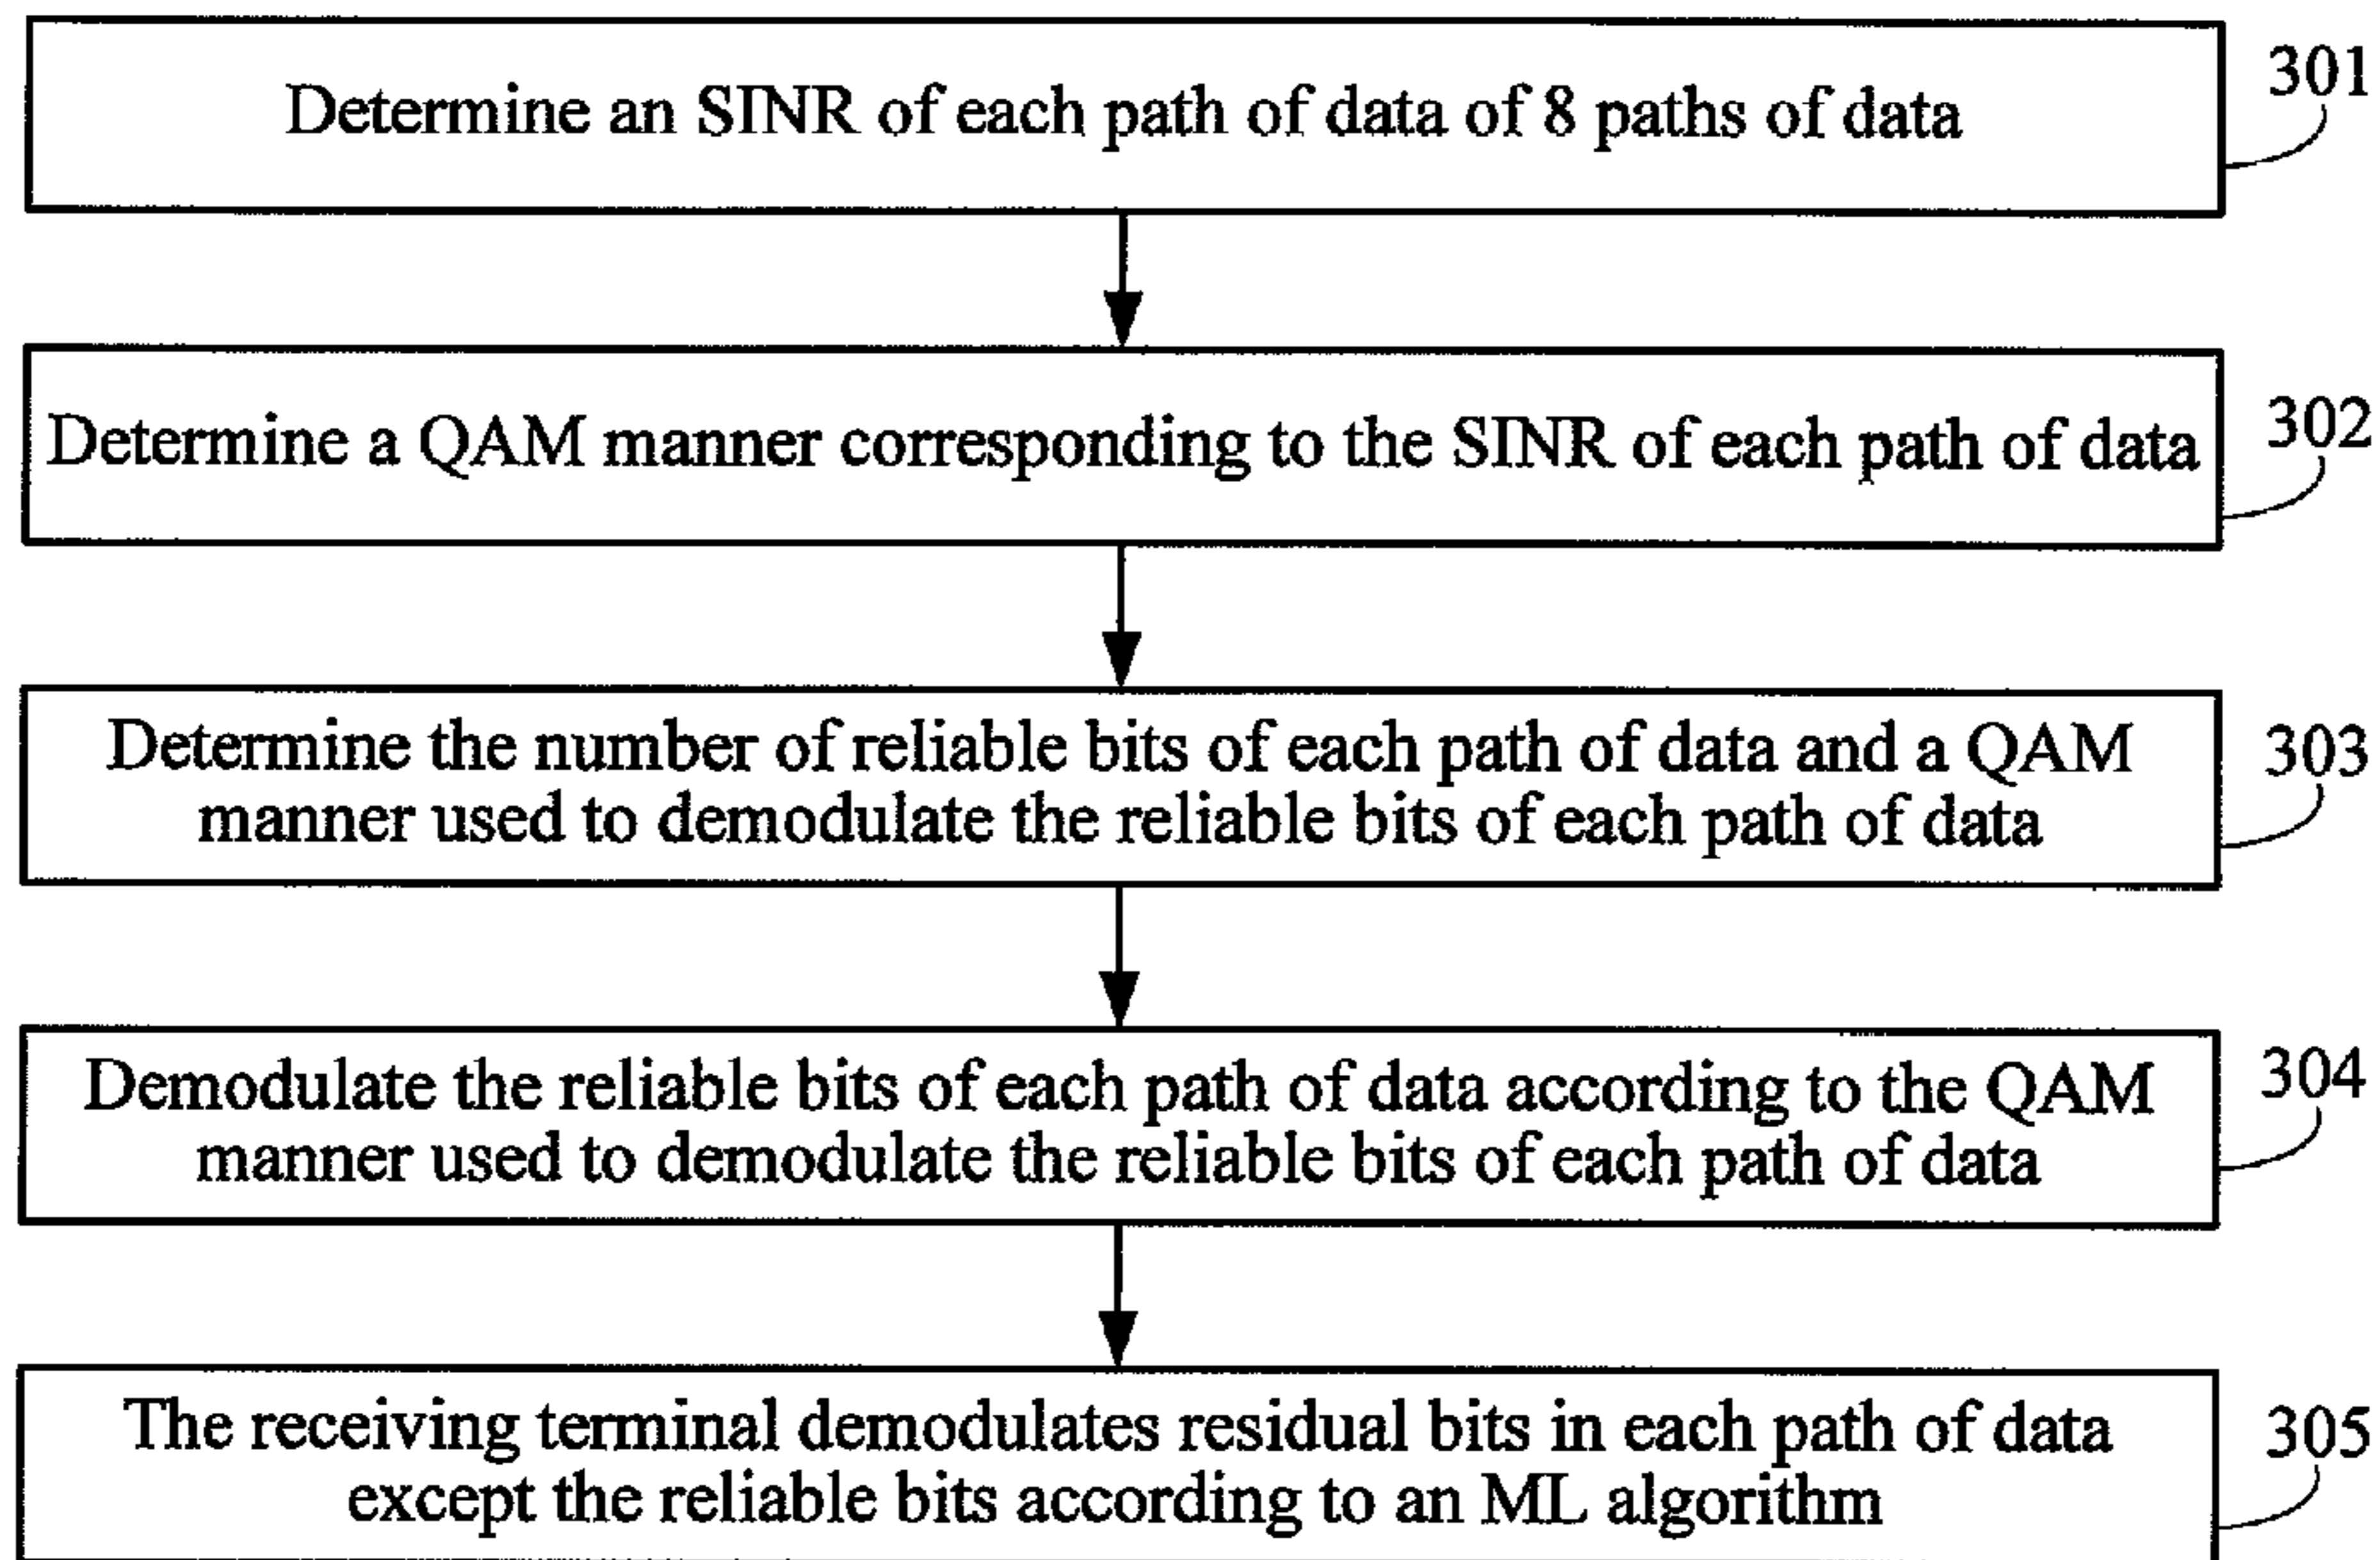 Determine an SINR of each path of data of 8 paths of data
301
Determine a QAM manner corresponding to the SINR of each path of data
302
Determine the number of reliable bits of each path of data and a QAM
manner used to demodulate the reliable bits of each path of data
303
Demodulate the reliable bits of each path of data according to the QAM
manner used to demodulate the reliable bits of each path of data
304
The receiving terminal demodulates residual bits in each path of data
except the reliable bits according to an ML algorithm
305